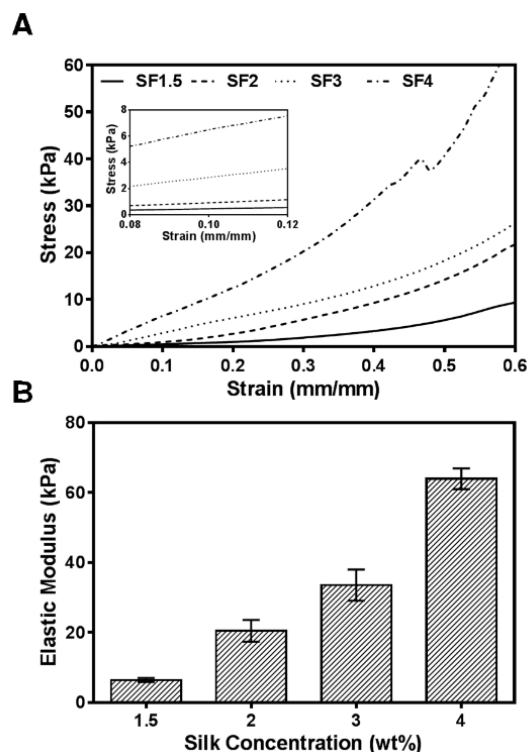 A
60
SF1.5 SF2 SF3 SF4
50
40
30
20
10
0
Stress (kPa)
8
6
4
2
0
Stress (kPa)
0.08 0.10 0.12
Strain (mm/mm)
0.0 0.1 0.2 0.3 0.4 0.5 0.6
Strain (mm/mm)
B
80
60
40
20
0
Elastic Modulus (kPa)
1.5 2 3 4
Silk Concentration (wt%)